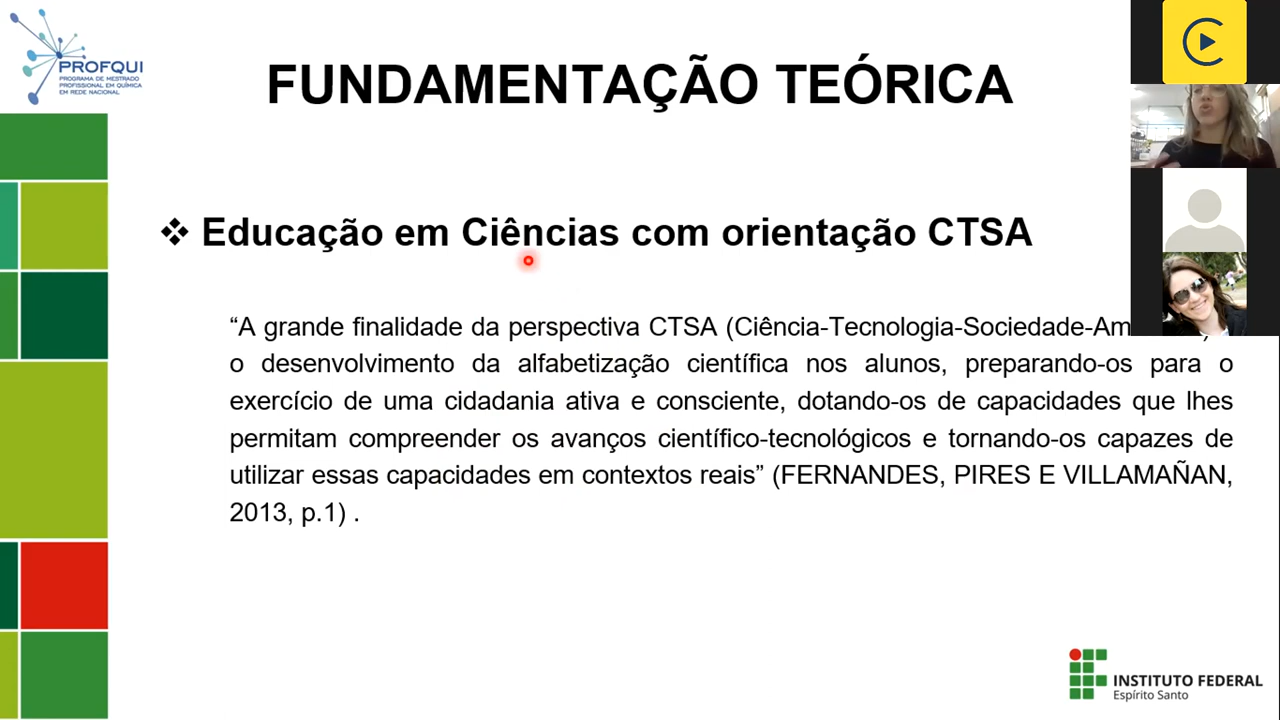 PROFQUI
PROGRAMA DE MESTRADO
PROFISSIONAL EM QUÍMICA
EM REDE NACIONAL
FUNDAMENTAÇÃO TEÓRICA
❖ Educação em Ciências com orientação CTSA
“A grande finalidade da perspectiva CTSA (Ciência-Tecnologia-Sociedade-Am
o desenvolvimento da alfabetização científica nos alunos, preparando-os para o
exercício de uma cidadania ativa e consciente, dotando-os de capacidades que lhes
permitam compreender os avanços científico-tecnológicos e tornando-os capazes de
utilizar essas capacidades em contextos reais” (FERNANDES, PIRES E VILLAMAÑAN,
2013, p.1) .
INSTITUTO FEDERAL
Espírito Santo